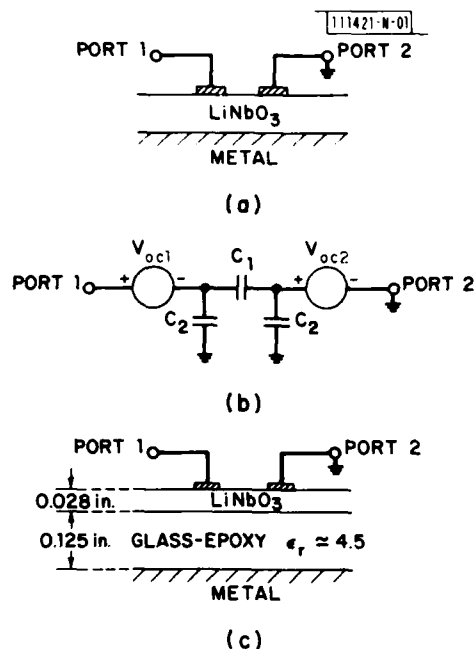 111421-N-01
PORT 1
PORT 2
LiNbO3
METAL
(a)
Voc1
C1
Voc2
PORT 1
+ -
+ -
PORT 2
C2
C2
(b)
PORT 1
PORT 2
0.028 in.
LiNbO3
0.125 in.
GLASS-EPOXY ϵr ≃ 4.5
METAL
(c)